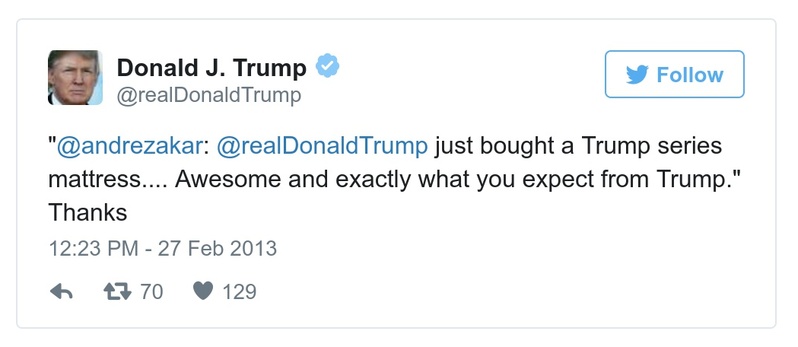 Donald J. Trump
@realDonaldTrump
Follow
"@andrezakar: @realDonaldTrump just bought a Trump series
mattress.... Awesome and exactly what you expect from Trump."
Thanks
12:23 PM - 27 Feb 2013
70 129